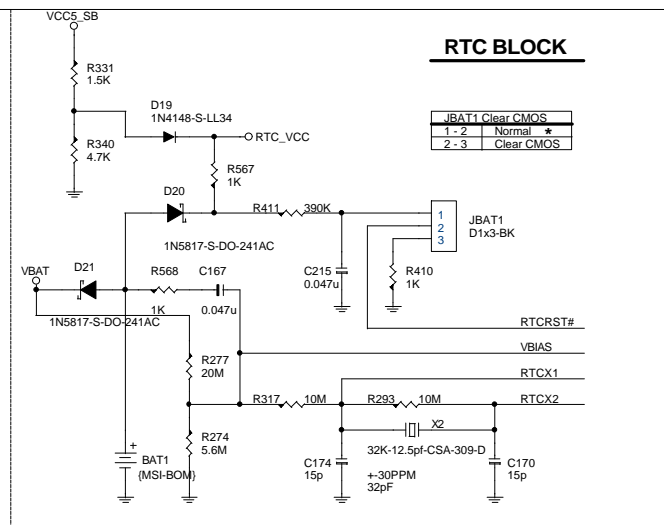 VCC5_SB
RTC BLOCK
R331
1.5K
D19
1N4148-S-LL34
JBAT1 Clear CMOS
1 - 2 Normal *
2 - 3 Clear CMOS
RTC_VCC
R340
4.7K
R567
1K
D20
R411 390K
1
2
3
JBAT1
D1x3-BK
1N5817-S-DO-241AC
VBAT
D21
R568
C167
C215
0.047u
R410
1K
1K
0.047u
1N5817-S-DO-241AC
RTCRST#
VBIAS
R277
20M
RTCX1
R317 10M
R293 10M
RTCX2
X2
R274
5.6M
32K-12.5pf-CSA-309-D
+
BAT1
{MSI-BOM}
C174
15p
+-30PPM
32pF
C170
15p